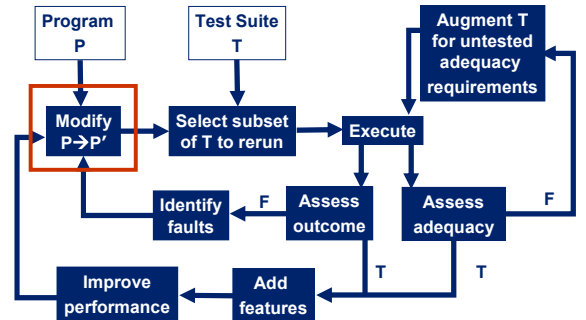 Program
P
Test Suite
T
Augment T
for untested
adequacy
requirements
Modify
P→P’
Select subset
of T to rerun
Execute
Identify
faults
F
Assess
outcome
Assess
adequacy
F
T
T
Improve
performance
Add
features